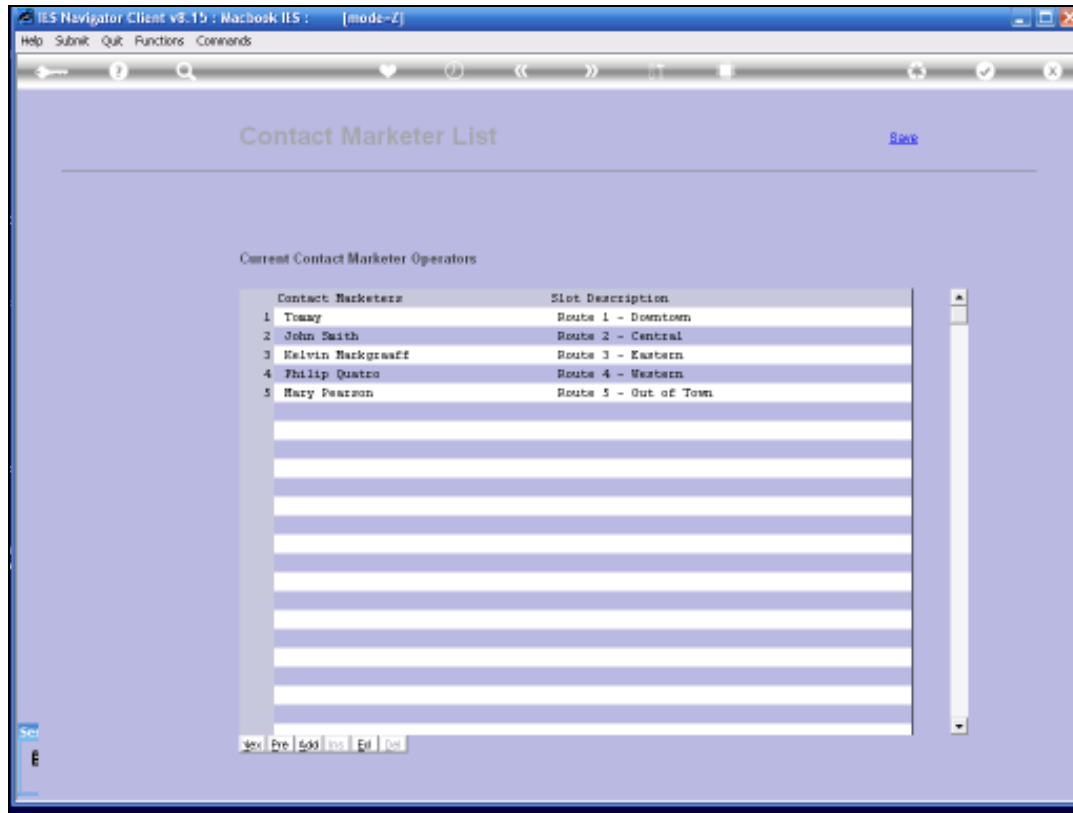 IES Navigator Client v8.15 : Macbook IES : [mode=Z]
Help Submit Quit Functions Commands
Contact Marketer List
Save
Current Contact Marketer Operators
Contact Marketers Slot Description
1 Tommy Route 1 - Downtown
2 John Smith Route 2 - Central
3 Kelvin Markgraaff Route 3 - Eastern
4 Philip Quatro Route 4 - Western
5 Mary Pearson Route 5 - Out of Town
Nex Pre Add Ins Del
Ser